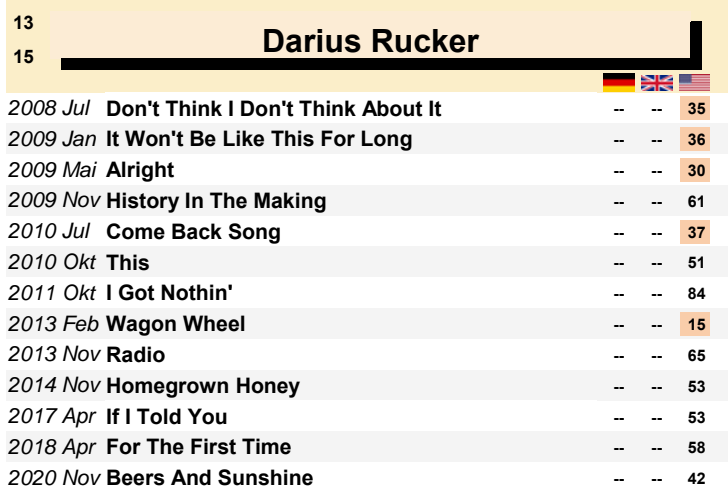 13
15
Darius Rucker
2008 Jul Don't Think I Don't Think About It -- -- 35
2009 Jan It Won't Be Like This For Long -- -- 36
2009 Mai Alright -- -- 30
2009 Nov History In The Making -- -- 61
2010 Jul Come Back Song -- -- 37
2010 Okt This -- -- 51
2011 Okt I Got Nothin' -- -- 84
2013 Feb Wagon Wheel -- -- 15
2013 Nov Radio -- -- 65
2014 Nov Homegrown Honey -- -- 53
2017 Apr If I Told You -- -- 53
2018 Apr For The First Time -- -- 58
2020 Nov Beers And Sunshine -- -- 42